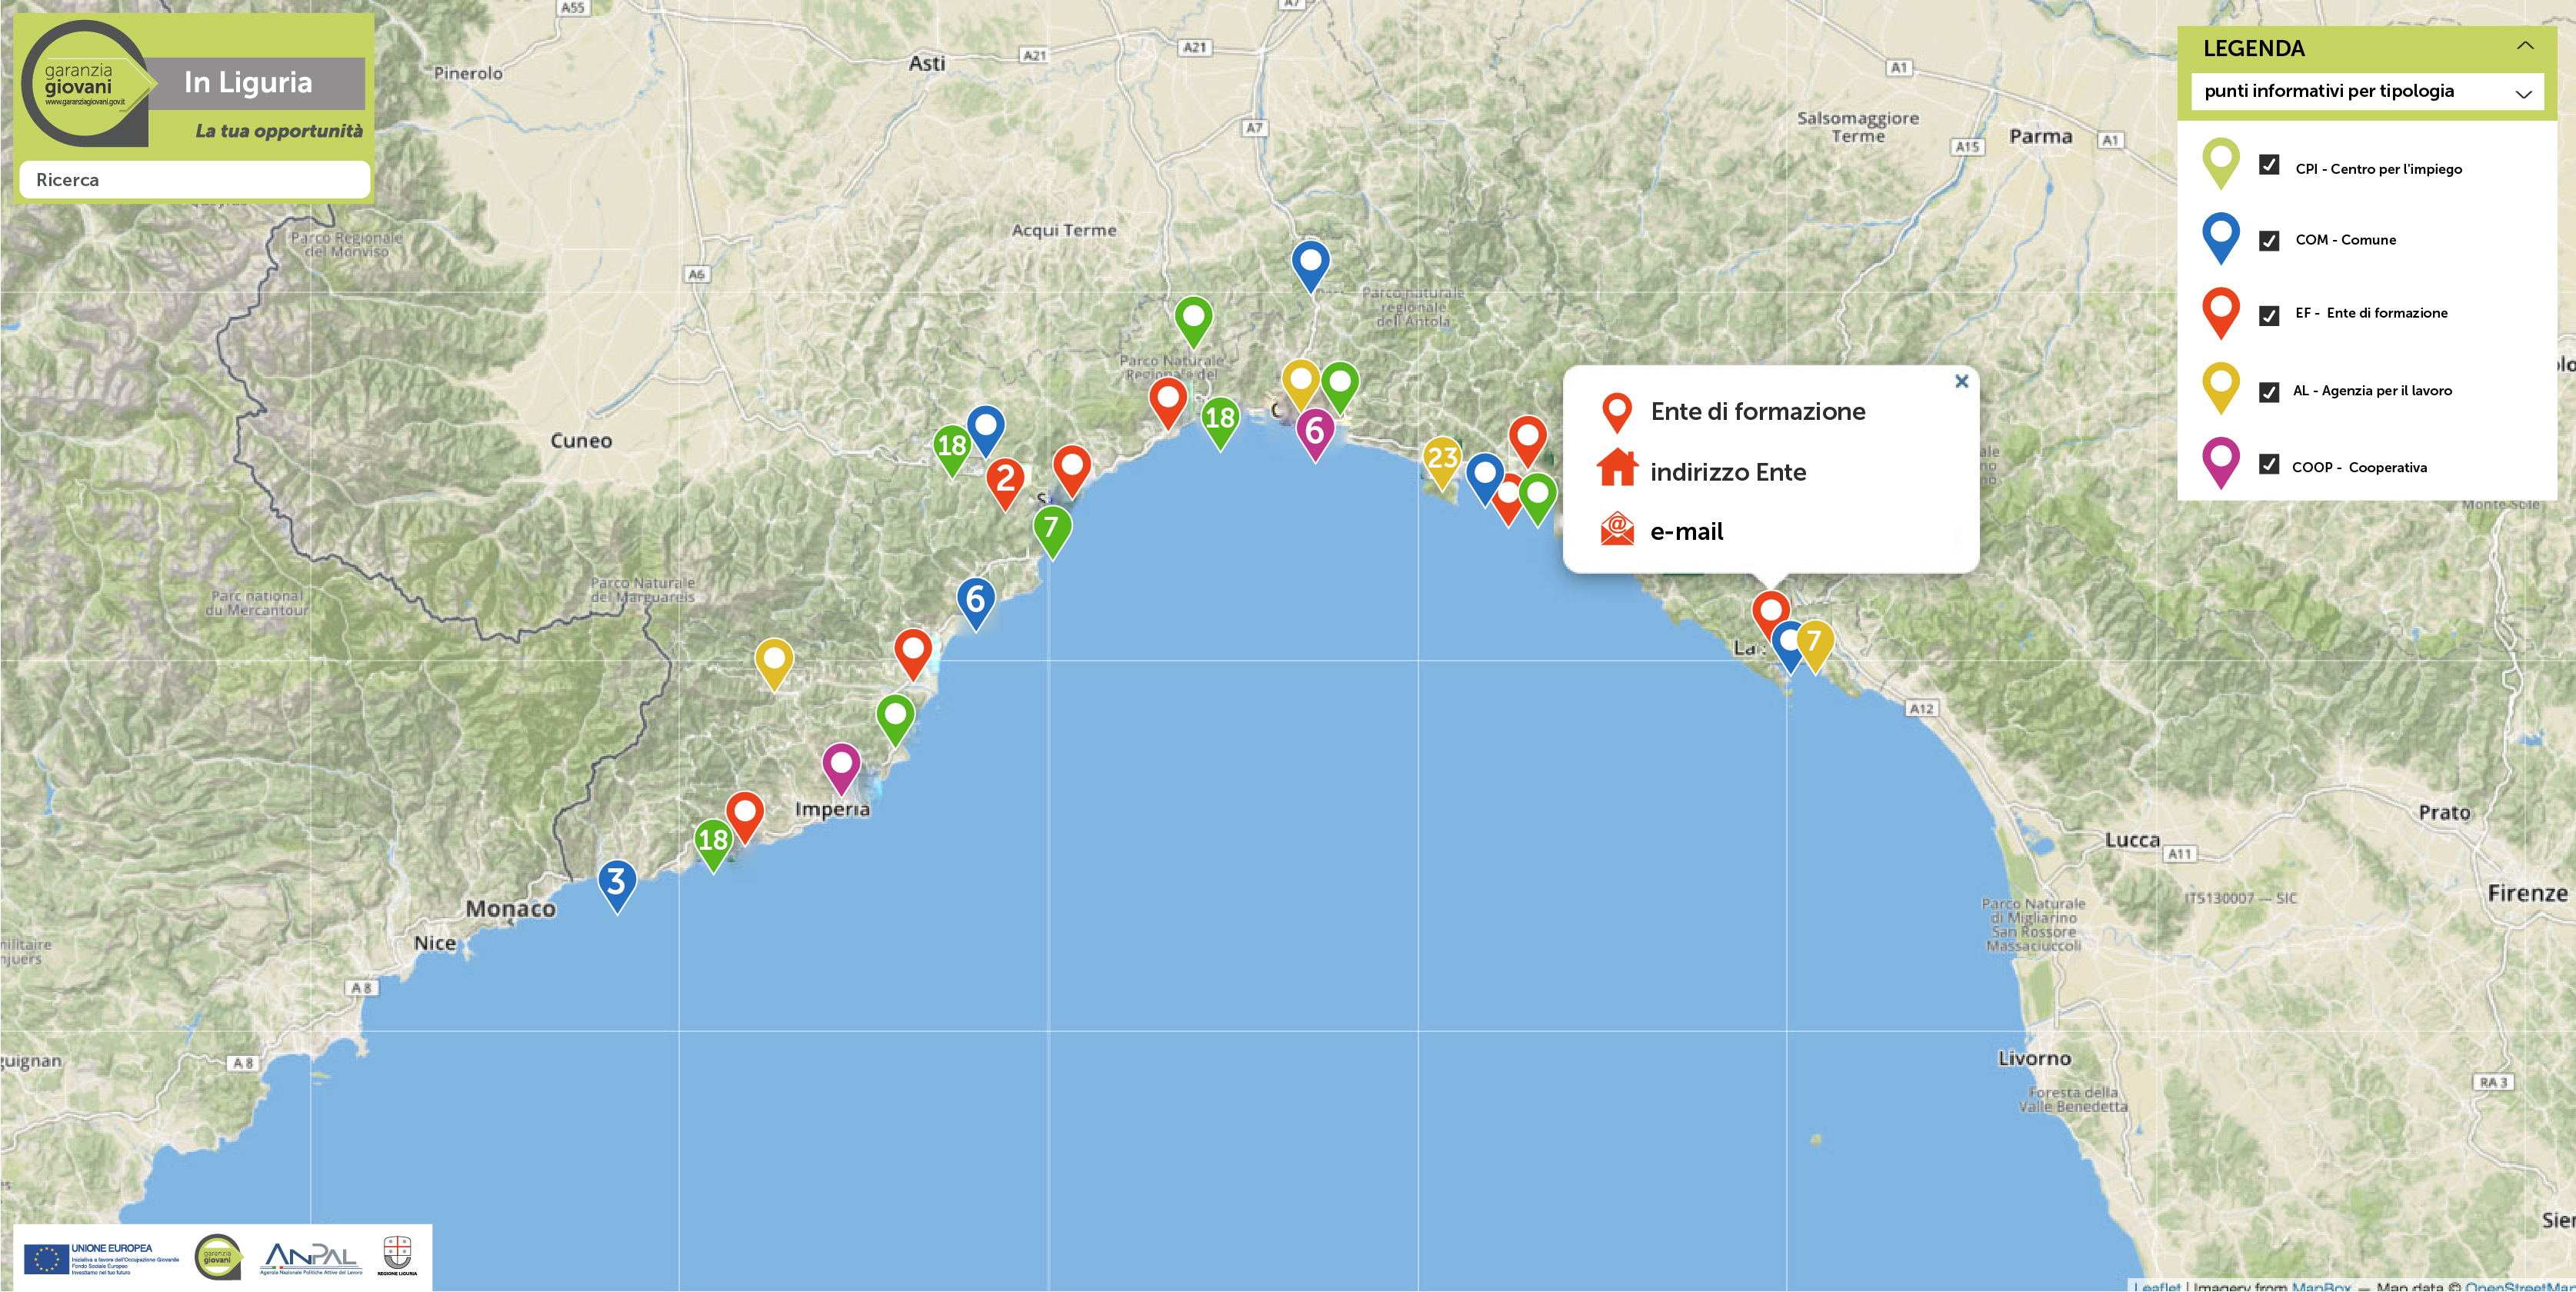 garanzia
giovani
www.garanziagiovani.gov.it
In Liguria
La tua opportunità
Ricerca
LEGENDA
punti informativi per tipologia
CPI - Centro per l'impiego
COM - Comune
EF - Ente di formazione
AL - Agenzia per il lavoro
COOP - Cooperativa
Ente di formazione
indirizzo Ente
e-mail
A55
A7
Pinerolo
Asti
A21
A21
A1
Salsomaggiore
Terme
Parma
A1
A7
A15
Acqui Terme
Parco Regionale
del Monviso
A6
Parco naturale
regionale
dell'Antola
Parco Naturale
Regionale del
Cuneo
18
2
18
6
23
7
Monte Sole
Parco Naturale
del Marguareis
Parc national
du Mercantour
6
7
A12
Imperia
18
3
Monaco
Nice
Prato
Lucca
A11
Firenze
IT5130007 — SIC
Parco Naturale
di Migliarino
San Rossore
Massaciuccoli
A 8
A 8
Livorno
RA 3
Foresta della
Valle Benedetta
UNIONE EUROPEA
Iniziativa a favore dell'Occupazione Giovanile
Fondo Sociale Europeo
Investiamo nel tuo futuro
garanzia
giovani
ANPAL
Agenzia Nazionale Politiche Attive del Lavoro
REGIONE LIGURIA
Leaflet | Imagery from MapBox — Map data © OpenStreetMap